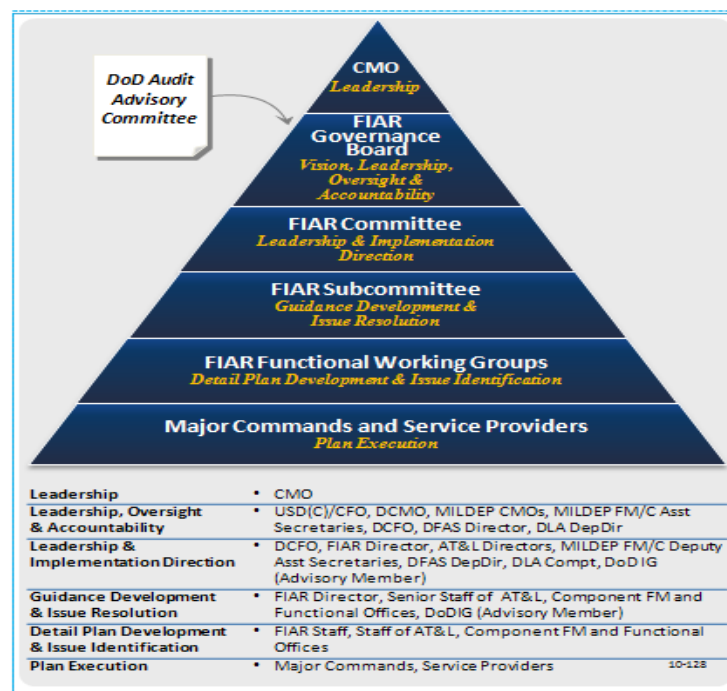 DoD Audit
Advisory
Committee
CMO
Leadership
FIAR
Governance
Board
Vision, Leadership,
Oversight &
Accountability
FIAR Committee
Leadership & Implementation
Direction
FIAR Subcommittee
Guidance Development &
Issue Resolution
FIAR Functional Working Groups
Detail Plan Development & Issue Identification
Major Commands and Service Providers
Plan Execution
Leadership • CMO
Leadership, Oversight • USD(C)/CFO, DCMO, MILDEP CMOs, MILDEP FM/C Asst
& Accountability Secretaries, DCFO, DFAS Director, DLA DepDir
Leadership & • DCFO, FIAR Director, AT&L Directors, MILDEP FM/C Deputy
Implementation Direction Asst Secretaries, DFAS DepDir, DLA Compt, DoD IG
(Advisory Member)
Guidance Development • FIAR Director, Senior Staff of AT&L, Component FM and
& Issue Resolution Functional Offices, DoDIG (Advisory Member)
Detail Plan Development • FIAR Staff, Staff of AT&L, Component FM and Functional
& Issue Identification Offices
Plan Execution • Major Commands, Service Providers 10-128